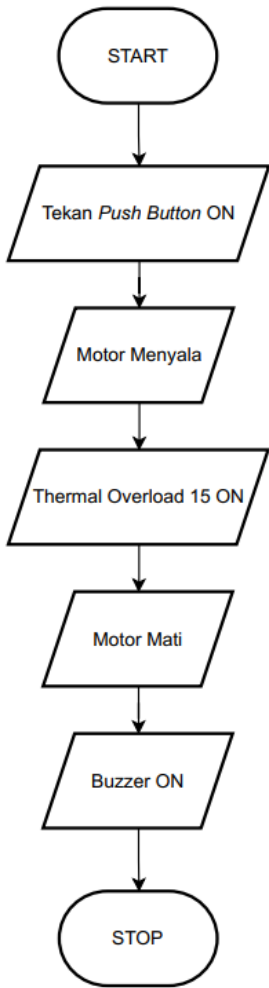 START
Tekan Push Button ON
Motor Menyala
Thermal Overload 15 ON
Motor Mati
Buzzer ON
STOP